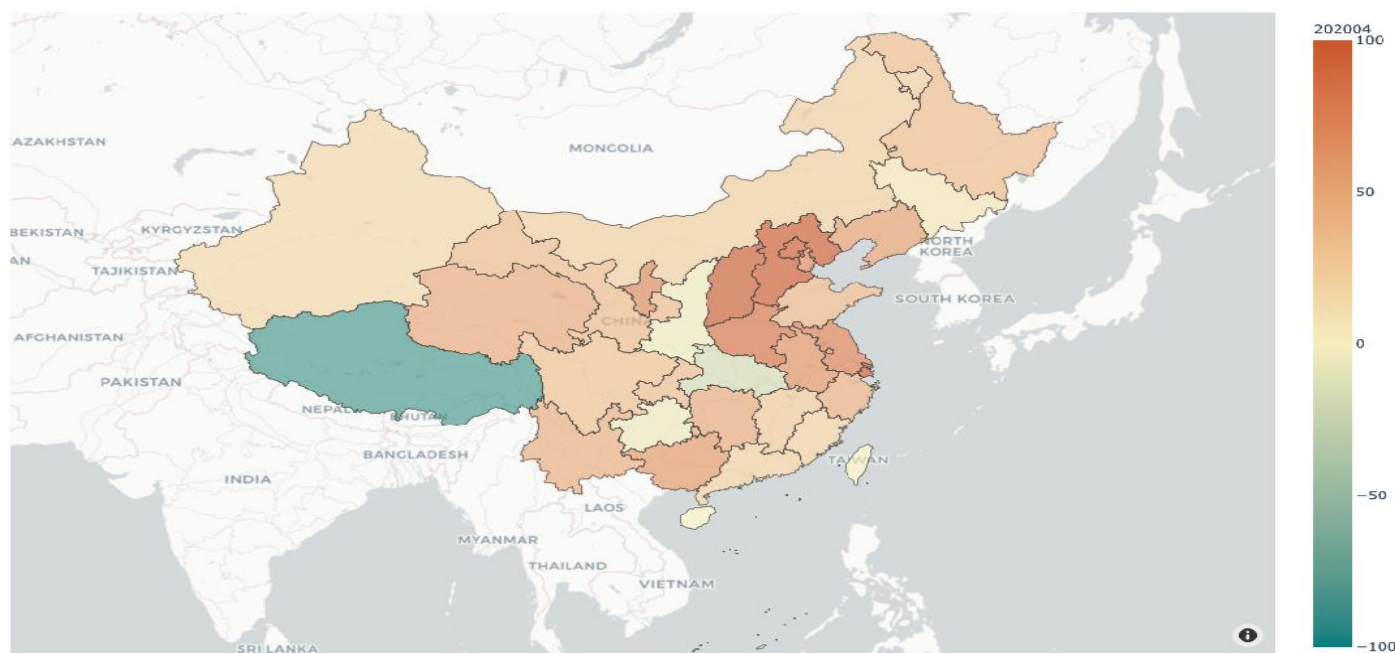 202004
100
50
0
−50
−100
AZAKHSTAN
MONGOLIA
BEKISTAN
KYRGYZSTAN
AN
TAJIKISTAN
NORTH
KOREA
SOUTH KOREA
CHINA
AFGHANISTAN
PAKISTAN
NEPAL
BHUTAN
BANGLADESH
TAIWAN
INDIA
LAOS
MYANMAR
THAILAND
VIETNAM
SRI LANKA
i